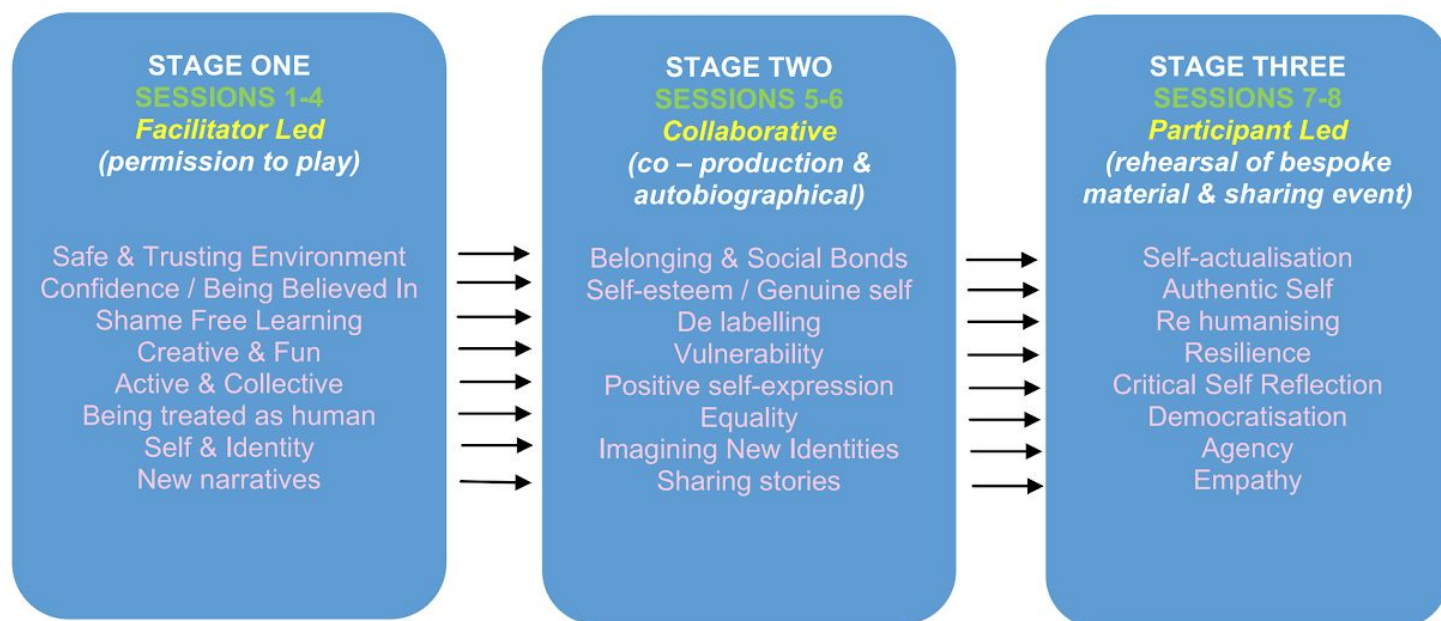 STAGE ONE
SESSIONS 1-4
Facilitator Led
(permission to play)
Safe & Trusting Environment
Confidence / Being Believed In
Shame Free Learning
Creative & Fun
Active & Collective
Being treated as human
Self & Identity
New narratives
STAGE TWO
SESSIONS 5-6
Collaborative
(co – production &
autobiographical)
Belonging & Social Bonds
Self-esteem / Genuine self
De labelling
Vulnerability
Positive self-expression
Equality
Imagining New Identities
Sharing stories
STAGE THREE
SESSIONS 7-8
Participant Led
(rehearsal of bespoke
material & sharing event)
Self-actualisation
Authentic Self
Re humanising
Resilience
Critical Self Reflection
Democratisation
Agency
Empathy